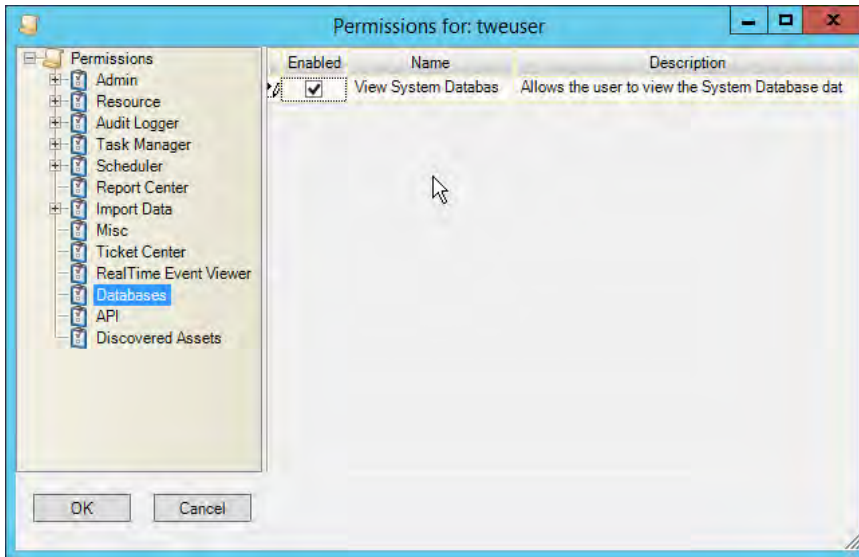 Permissions for: tweuser
Permissions
Admin
Resource
Audit Logger
Task Manager
Scheduler
Report Center
Import Data
Misc
Ticket Center
RealTime Event Viewer
Databases
API
Discovered Assets
Enabled Name Description
View System Databas Allows the user to view the System Database dat
OK Cancel